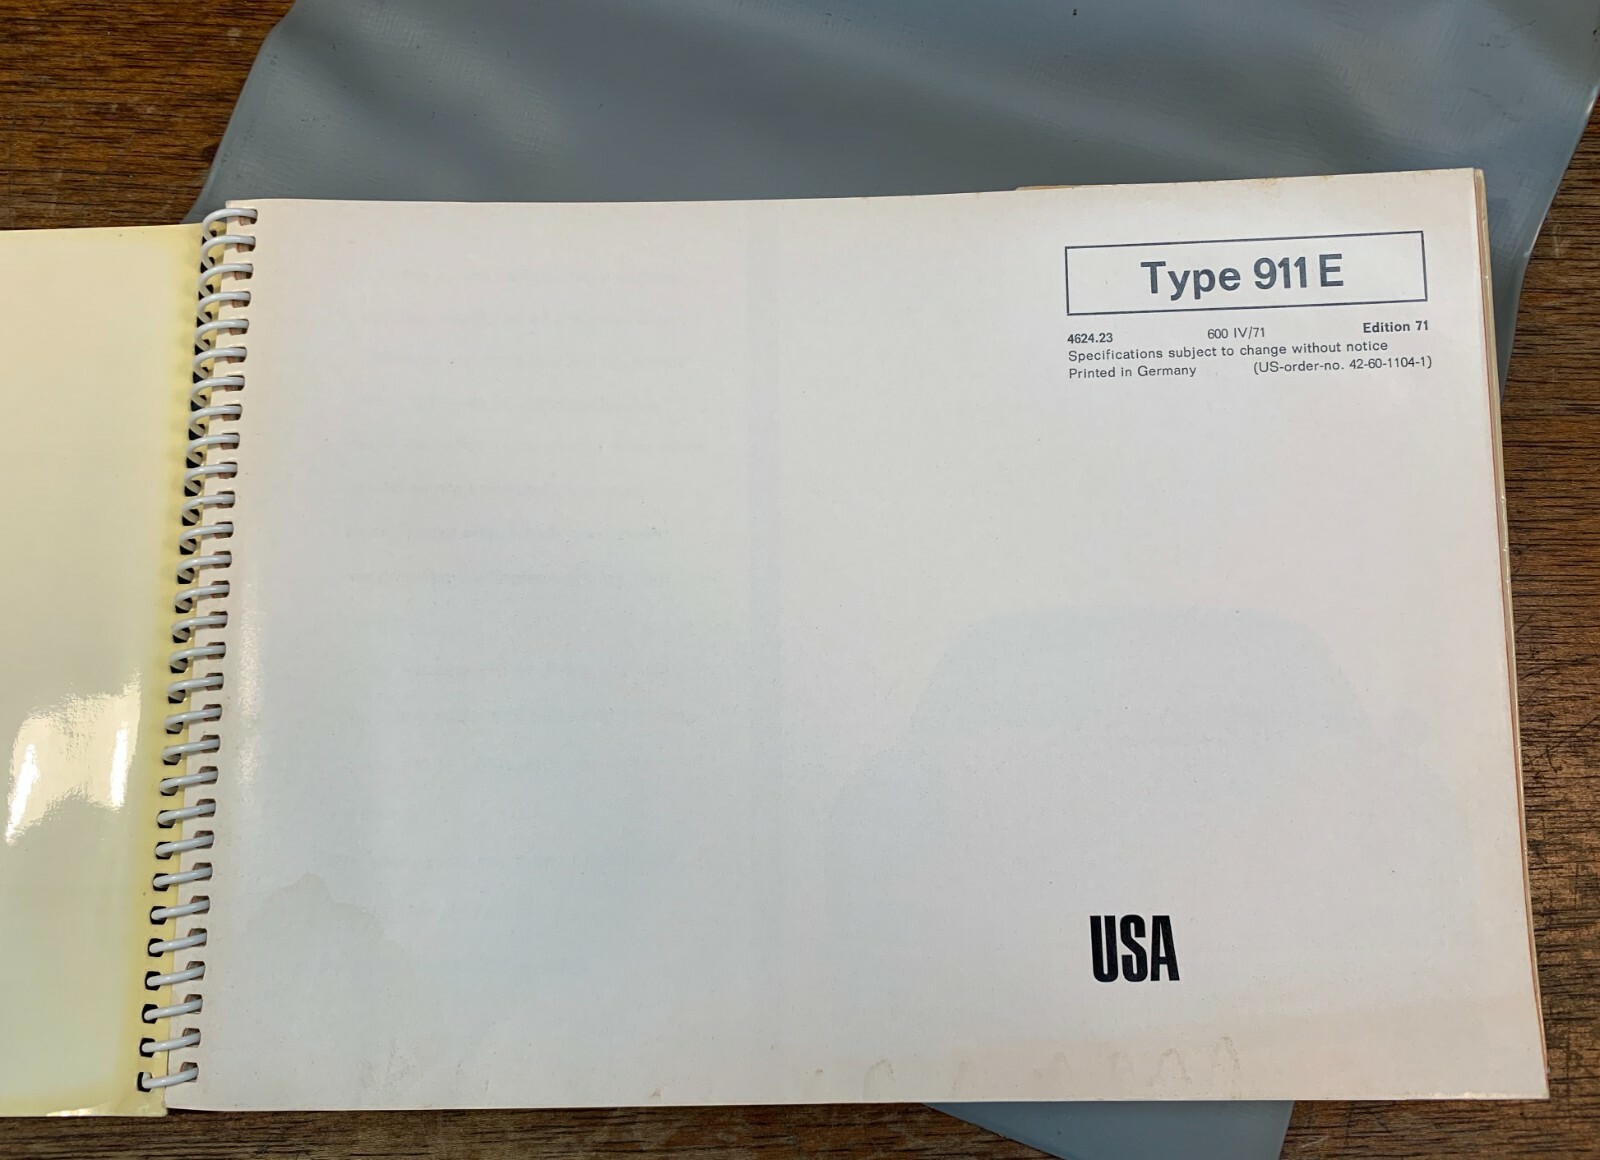 Type 911 E
4624.23 600 IV/71 Edition 71
Specifications subject to change without notice
Printed in Germany (US-order-no. 42-60-1104-1)
USA